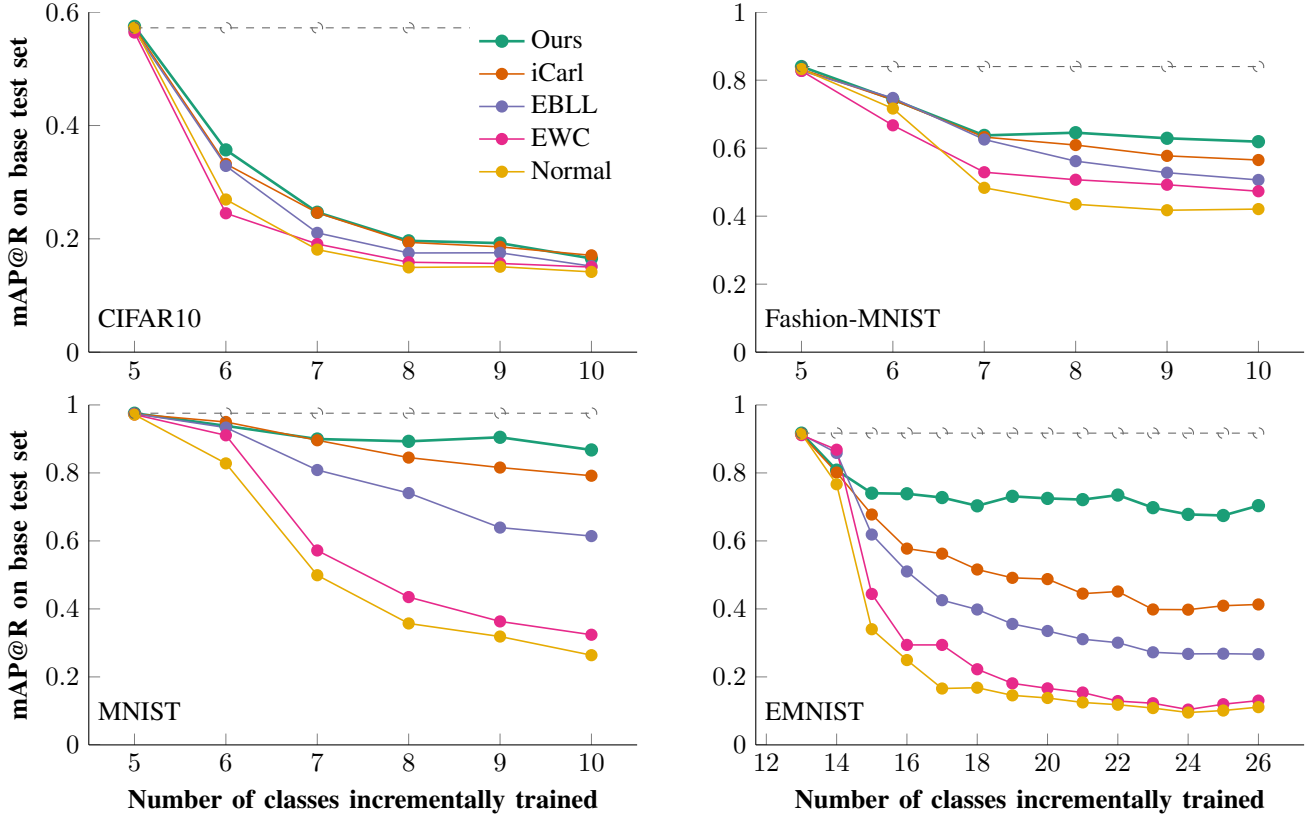 mAP@R on base test set
0.6
0.4
0.2
0
Ours
iCarl
EBLL
EWC
Normal
CIFAR10
5 6 7 8 9 10
1
0.8
0.6
0.4
0.2
0
Fashion-MNIST
5 6 7 8 9 10
mAP@R on base test set
1
0.8
0.6
0.4
0.2
0
MNIST
5 6 7 8 9 10
Number of classes incrementally trained
1
0.8
0.6
0.4
0.2
0
EMNIST
12 14 16 18 20 22 24 26
Number of classes incrementally trained